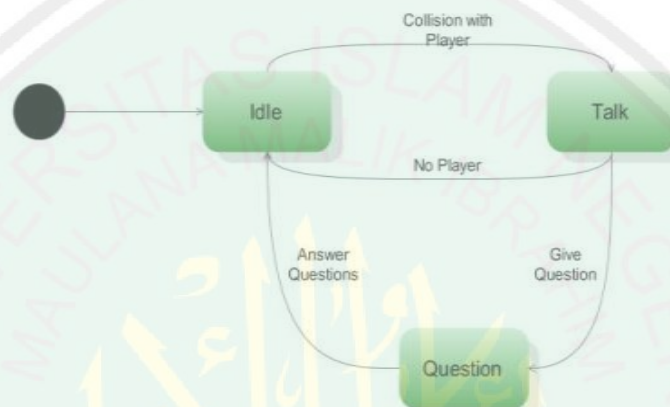 Collision with
Player
Idle
Talk
No Player
Answer
Questions
Give
Question
Question